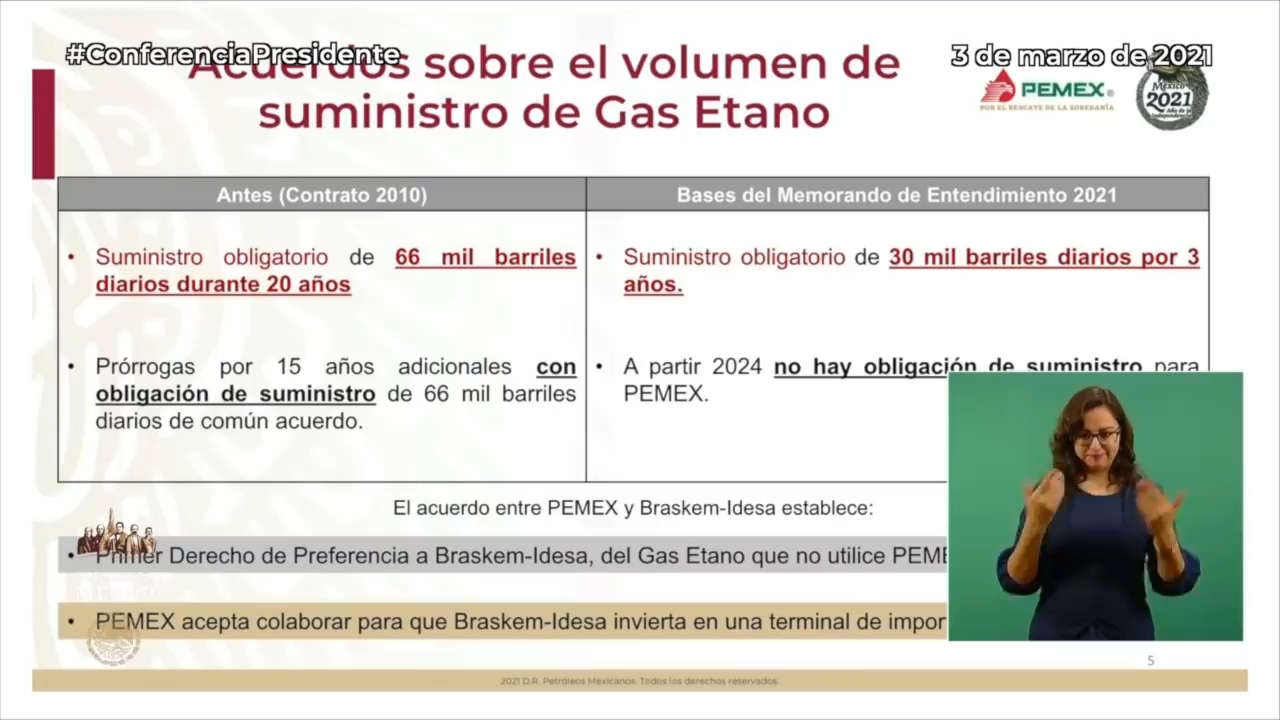 #ConferenciaPresidente
3 de marzo de 2021
Acuerdos sobre el volumen de
suministro de Gas Etano
PEMEX®
POR EL RESCATE DE LA SOBERANÍA
México
2021
Antes (Contrato 2010)
Bases del Memorando de Entendimiento 2021
• Suministro obligatorio de 66 mil barriles
diarios durante 20 años
• Suministro obligatorio de 30 mil barriles diarios por 3
años.
• Prórrogas por 15 años adicionales con
obligación de suministro de 66 mil barriles
diarios de común acuerdo.
• A partir 2024 no hay obligación de suministro para
PEMEX.
El acuerdo entre PEMEX y Braskem-Idesa establece:
• Primer Derecho de Preferencia a Braskem-Idesa, del Gas Etano que no utilice PEME
• PEMEX acepta colaborar para que Braskem-Idesa invierta en una terminal de impor
5
2021 D.R. Petróleos Mexicanos. Todos los derechos reservados.